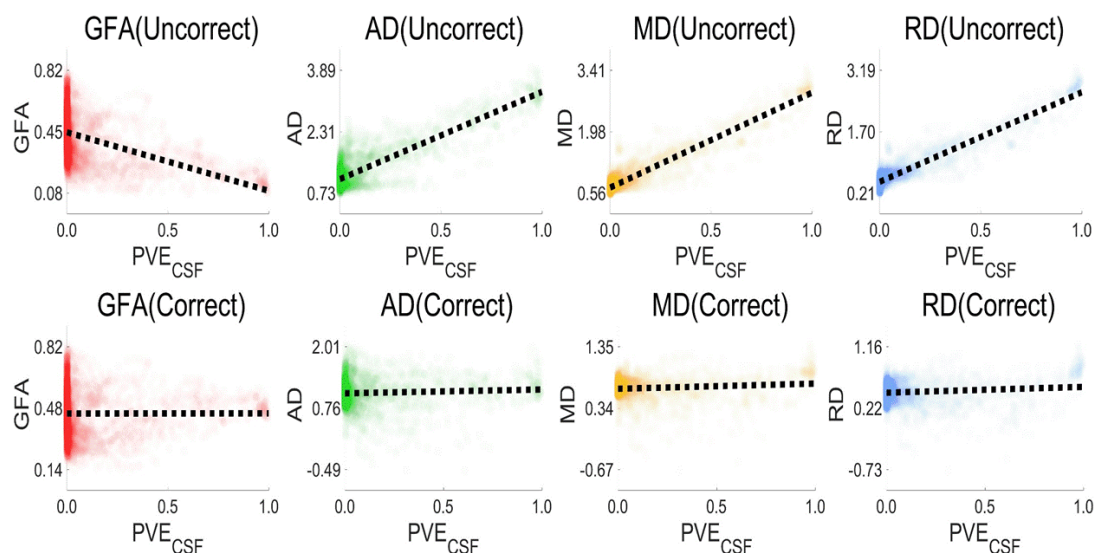 GFA(Uncorrect) AD(Uncorrect) MD(Uncorrect) RD(Uncorrect)
0.82 3.89 3.41 3.19
GFA 0.45 AD 2.31 MD 1.98 RD 1.70
0.08 0.73 0.56 0.21
0.0 0.5 1.0 0.0 0.5 1.0 0.0 0.5 1.0 0.0 0.5 1.0
PVE_CSF PVE_CSF PVE_CSF PVE_CSF
GFA(Correct) AD(Correct) MD(Correct) RD(Correct)
0.82 2.01 1.35 1.16
GFA 0.48 AD 0.76 MD 0.34 RD 0.22
0.14 -0.49 -0.67 -0.73
0.0 0.5 1.0 0.0 0.5 1.0 0.0 0.5 1.0 0.0 0.5 1.0
PVE_CSF PVE_CSF PVE_CSF PVE_CSF